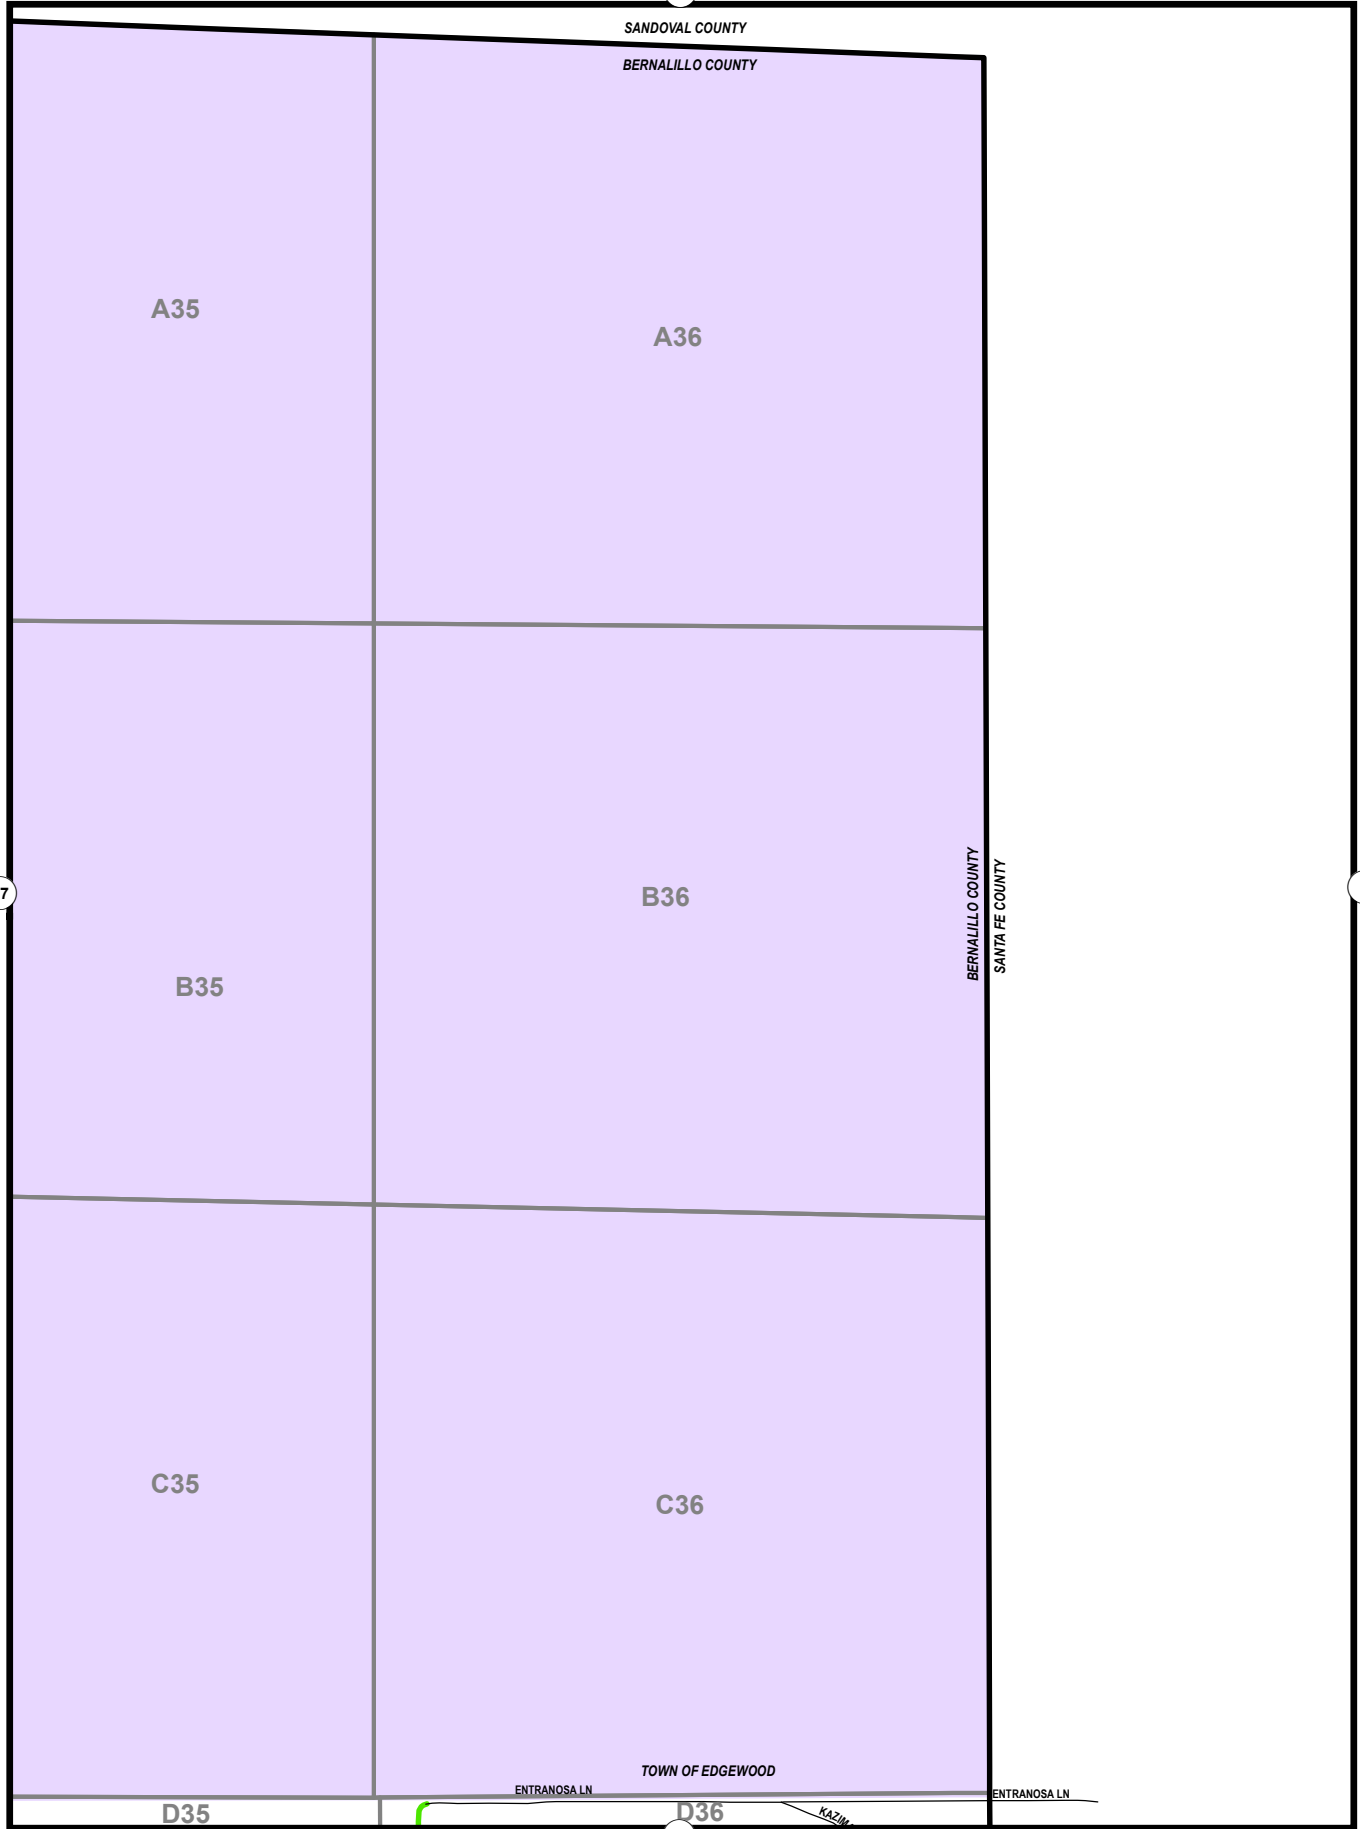 SANDOVAL COUNTY
BERNALILLO COUNTY
A35
A36
BERNALILLO COUNTY
SANTA FE COUNTY
7
B36
B35
C35
C36
TOWN OF EDGEWOOD
ENTRANOSA LN
ENTRANOSA LN
D35
D36